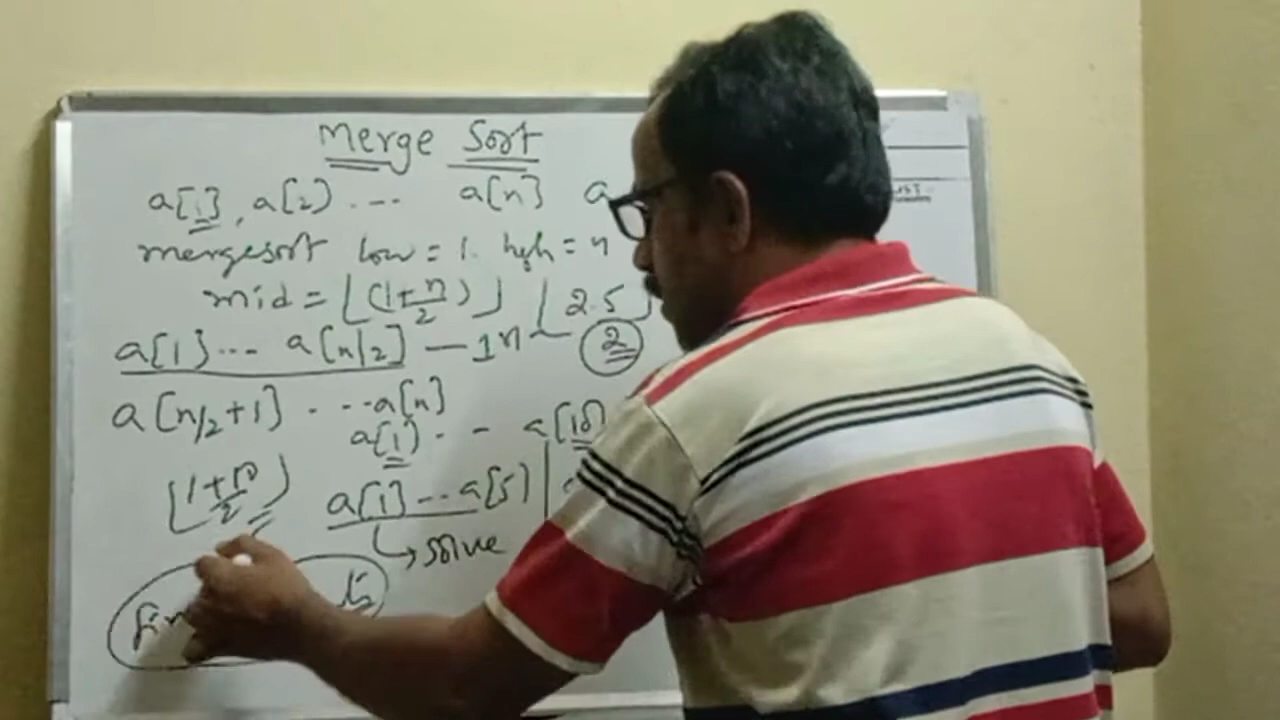 Merge Sort
a[1], a[2) ... a[n] a
mergesort low = 1. high = n
mid = ⌊(1+n/2)⌋ ⌊2.5⌋
a[1]... a[n/2] — 1n — 2
a[n/2+1] ...a[n]
a[1) - - a[10]
⌊1+10/2⌋ a[1]...a[5)
→ solve